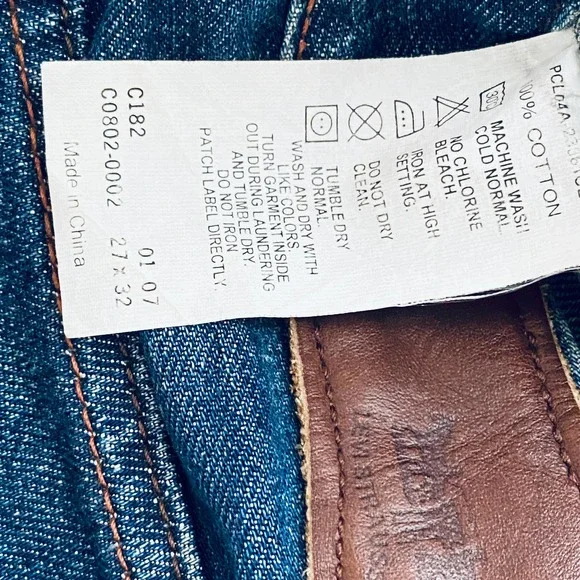 100% COTTON
MACHINE WASH
COLD NORMAL.
NO CHLORINE
BLEACH.
IRON AT HIGH
SETTING.
DO NOT DRY
CLEAN.
TUMBLE DRY
NORMAL.
WASH AND DRY WITH
LIKE COLORS.
TURN GARMENT INSIDE
OUT DURING LAUNDERING
AND TUMBLE DRY.
DO NOT IRON
PATCH LABEL DIRECTLY.
C182 01 07
C0802-0002 27 X 32
Made in China